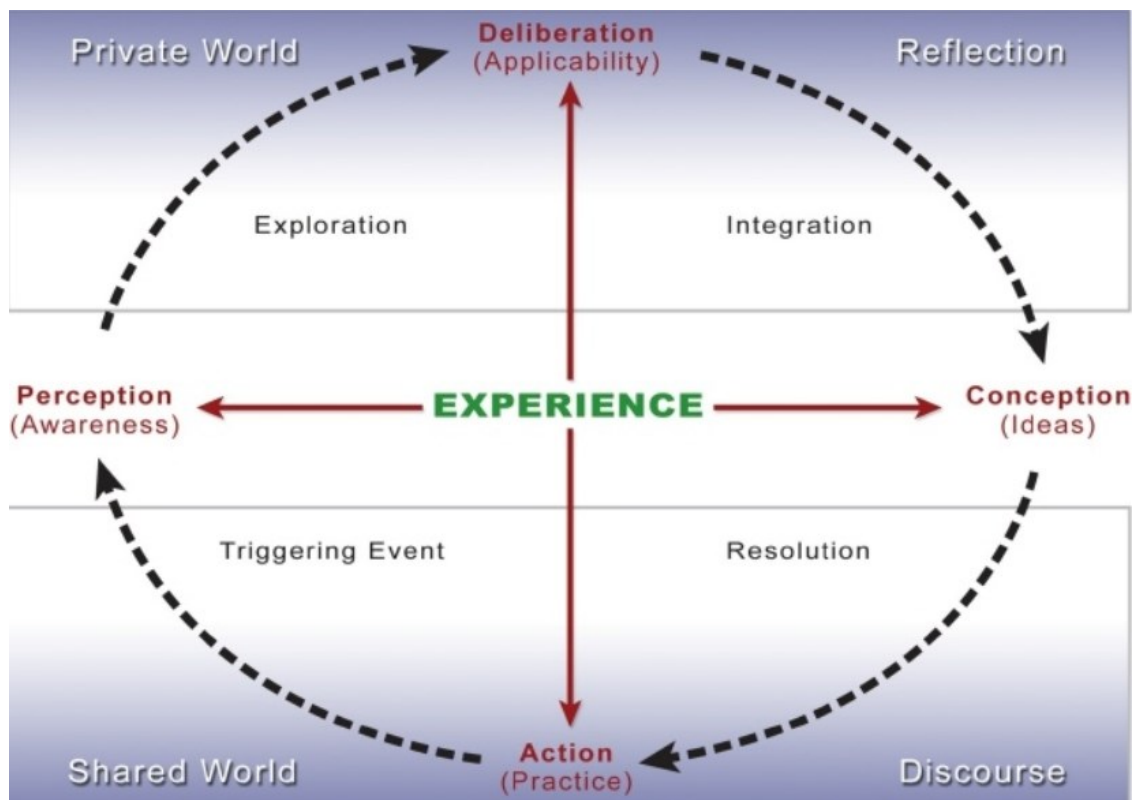 Private World
Deliberation
(Applicability)
Reflection
Exploration
Integration
Perception
(Awareness)
EXPERIENCE
Conception
(Ideas)
Triggering Event
Resolution
Shared World
Action
(Practice)
Discourse